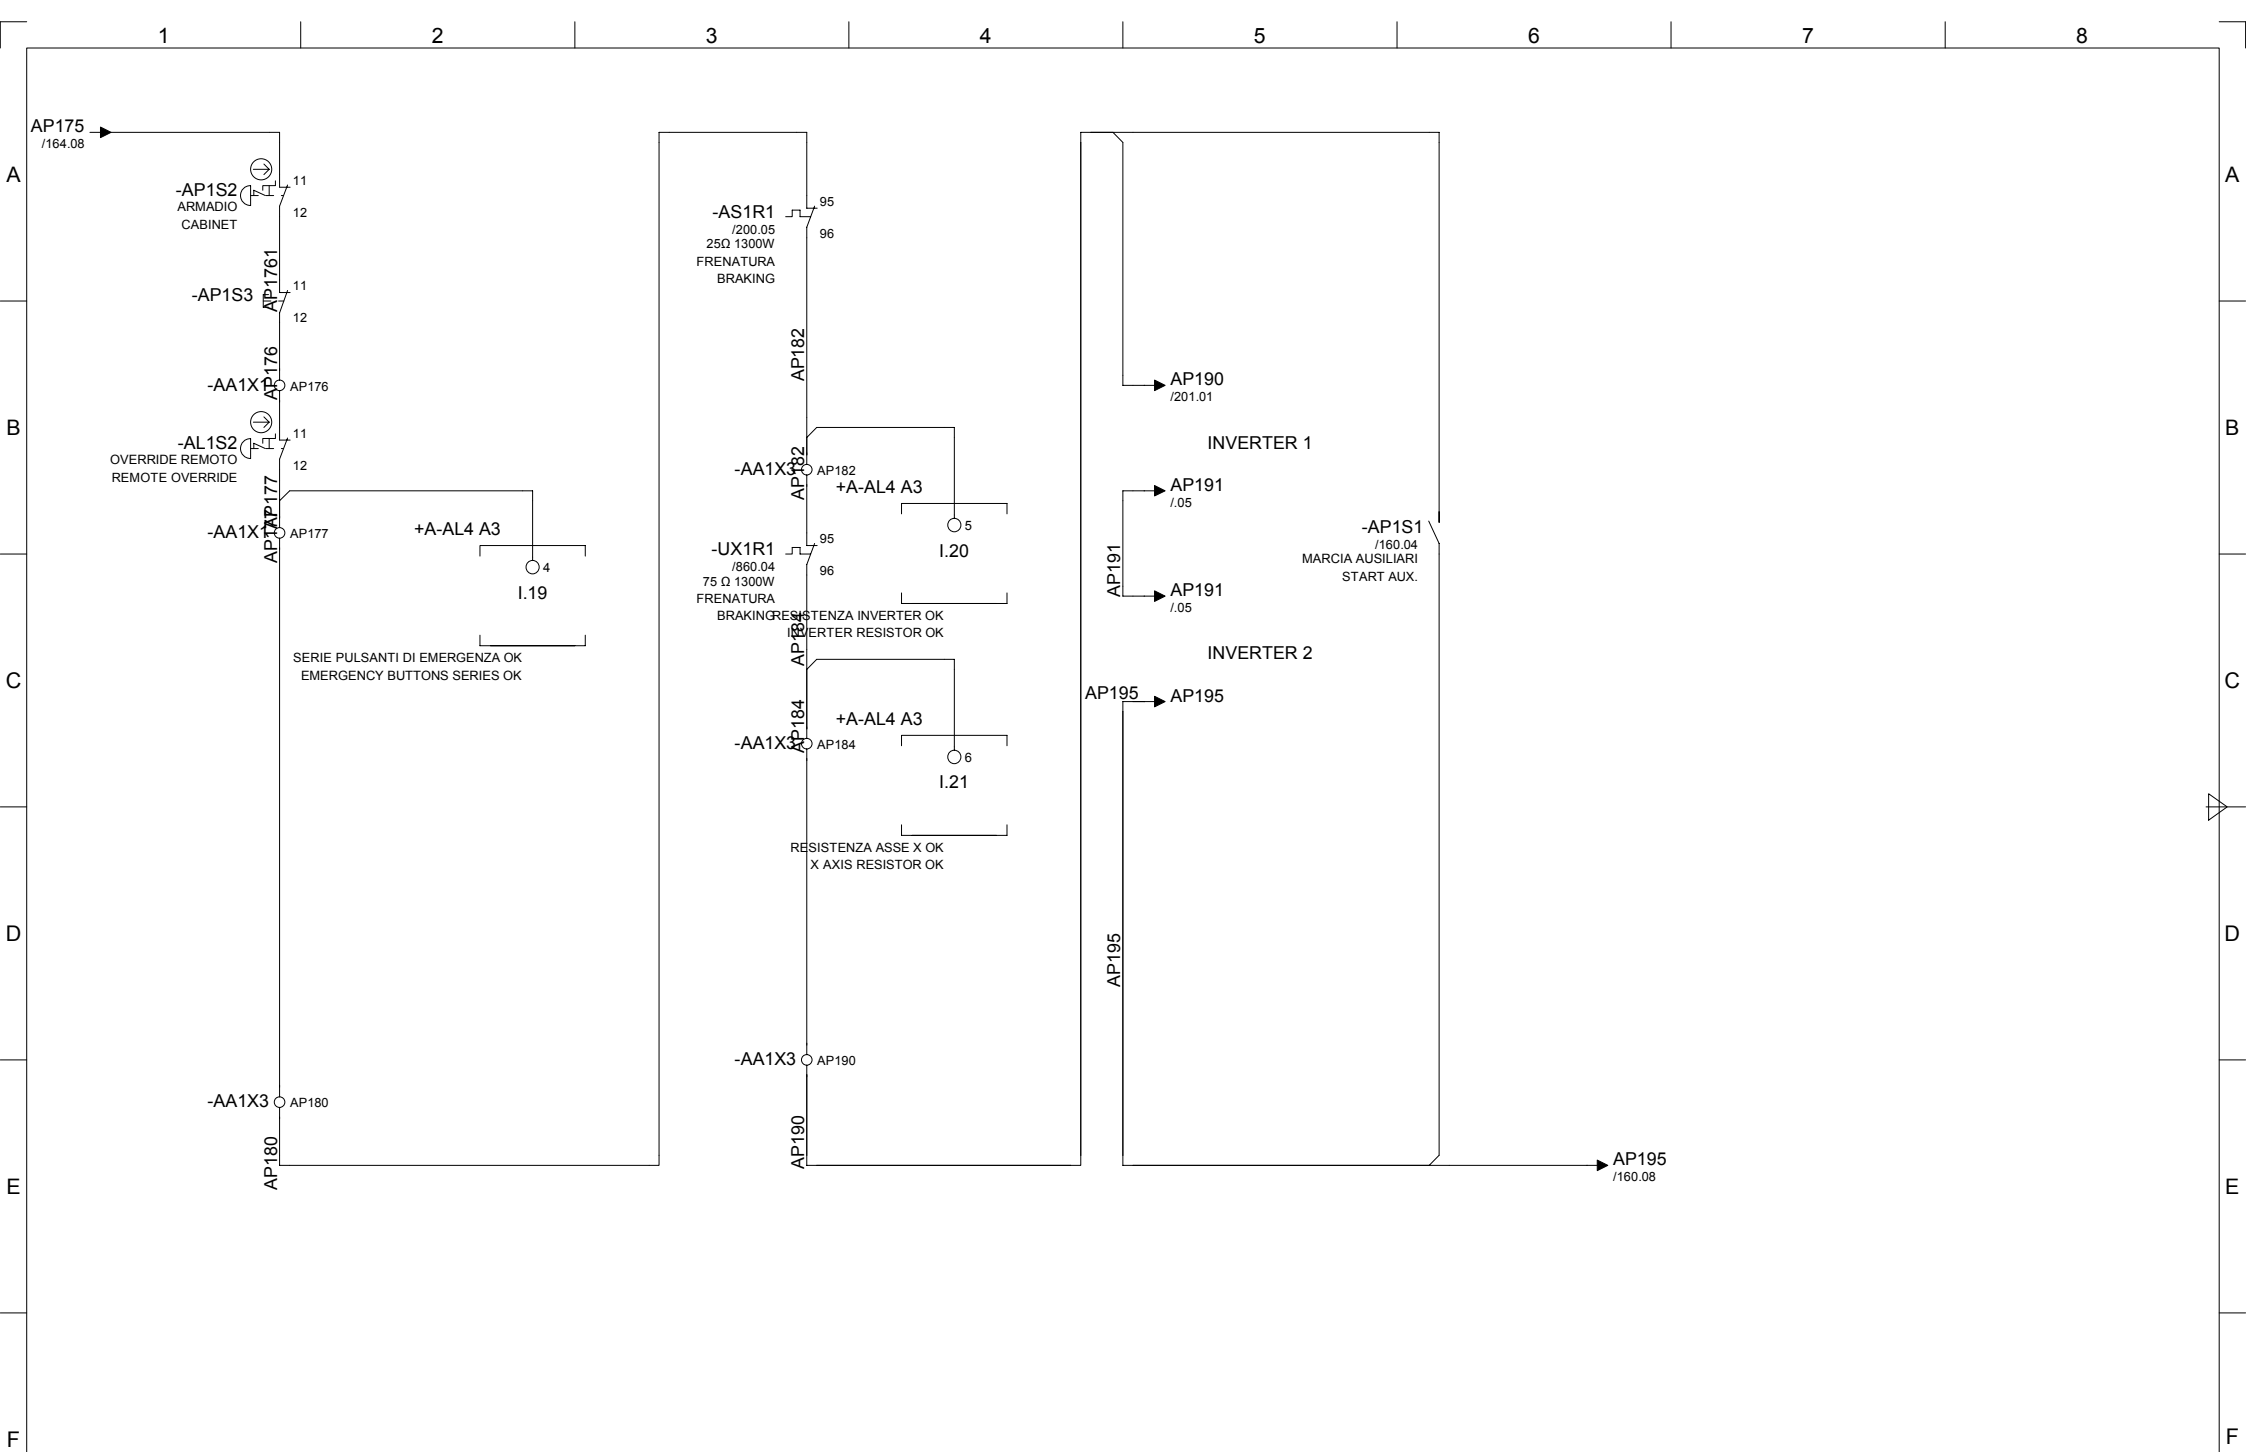 1 2 3 4 5 6 7 8
A A
B B
C C
D D
E E
F F
AP175
/164.08
-AP1S2
ARMADIO
CABINET
11
12
AP1761
-AP1S3
11
12
AP176
-AA1X1
AP176
-AL1S2
OVERRIDE REMOTO
REMOTE OVERRIDE
11
12
AP177
-AA1X1
AP177
AP177
+A-AL4 A3
4
I.19
SERIE PULSANTI DI EMERGENZA OK
EMERGENCY BUTTONS SERIES OK
-AA1X3
AP180
AP180
-AS1R1
/200.05
25Ω 1300W
FRENATURA
BRAKING
95
96
AP182
-AA1X3
AP182
AP182
+A-AL4 A3
5
I.20
RESISTENZA INVERTER OK
INVERTER RESISTOR OK
-UX1R1
/860.04
75 Ω 1300W
FRENATURA
BRAKING
95
96
AP184
AP184
-AA1X3
AP184
+A-AL4 A3
6
I.21
RESISTENZA ASSE X OK
X AXIS RESISTOR OK
-AA1X3
AP190
AP190
AP190
/201.01
INVERTER 1
AP191
/.05
AP191
AP191
/.05
INVERTER 2
AP195
AP195
AP195
-AP1S1
/160.04
MARCIA AUSILIARI
START AUX.
AP195
/160.08